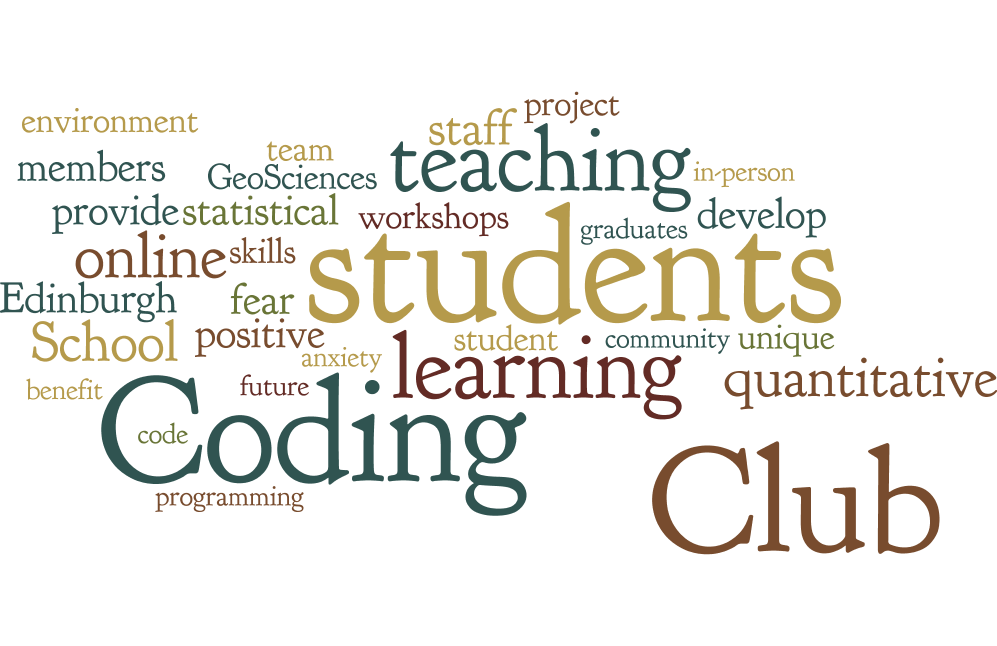 project
environment
staff
teaching
team
members
in-person
GeoSciences
provide
statistical
workshops
develop
students
graduates
online
skills
Edinburgh
fear
School
positive
student
community
unique
anxiety
learning
benefit
future
quantitative
Coding
code
programming
Club